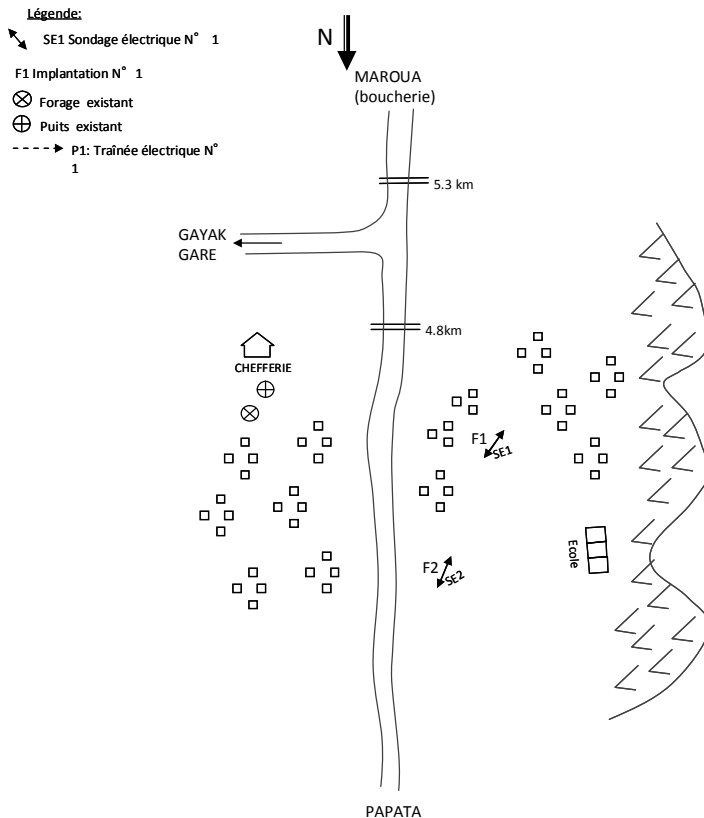 Légende:
SE1 Sondage électrique N° 1
F1 Implantation N° 1
Forage existant
Puits existant
P1: Traînée électrique N°
1
N
MAROUA
(boucherie)
5.3 km
GAYAK
GARE
4.8km
CHEFFERIE
F1
SE1
F2
SE2
Ecole
PAPATA